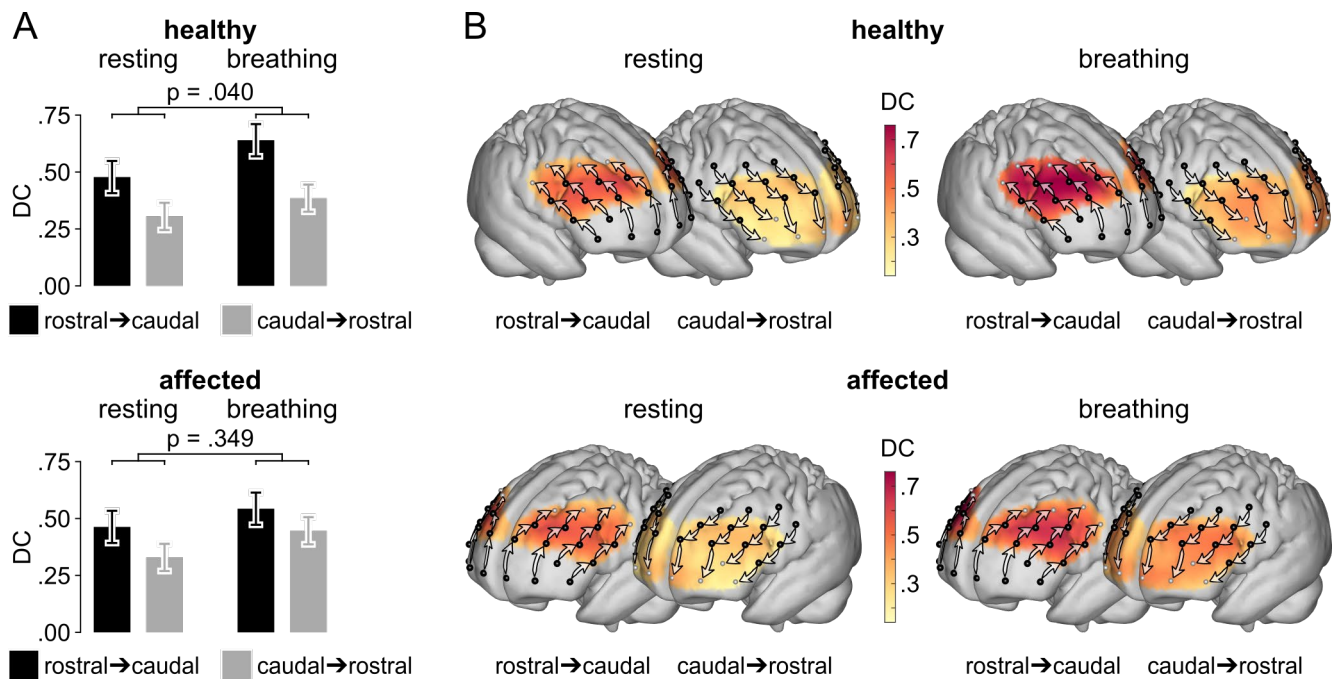 A
healthy
resting breathing
p = .040
.75
.50
.25
.00
DC
rostral➔caudal caudal➔rostral
affected
resting breathing
p = .349
.75
.50
.25
.00
DC
rostral➔caudal caudal➔rostral
B
healthy
resting breathing
DC
.7
.5
.3
rostral➔caudal caudal➔rostral rostral➔caudal caudal➔rostral
affected
resting breathing
DC
.7
.5
.3
rostral➔caudal caudal➔rostral rostral➔caudal caudal➔rostral